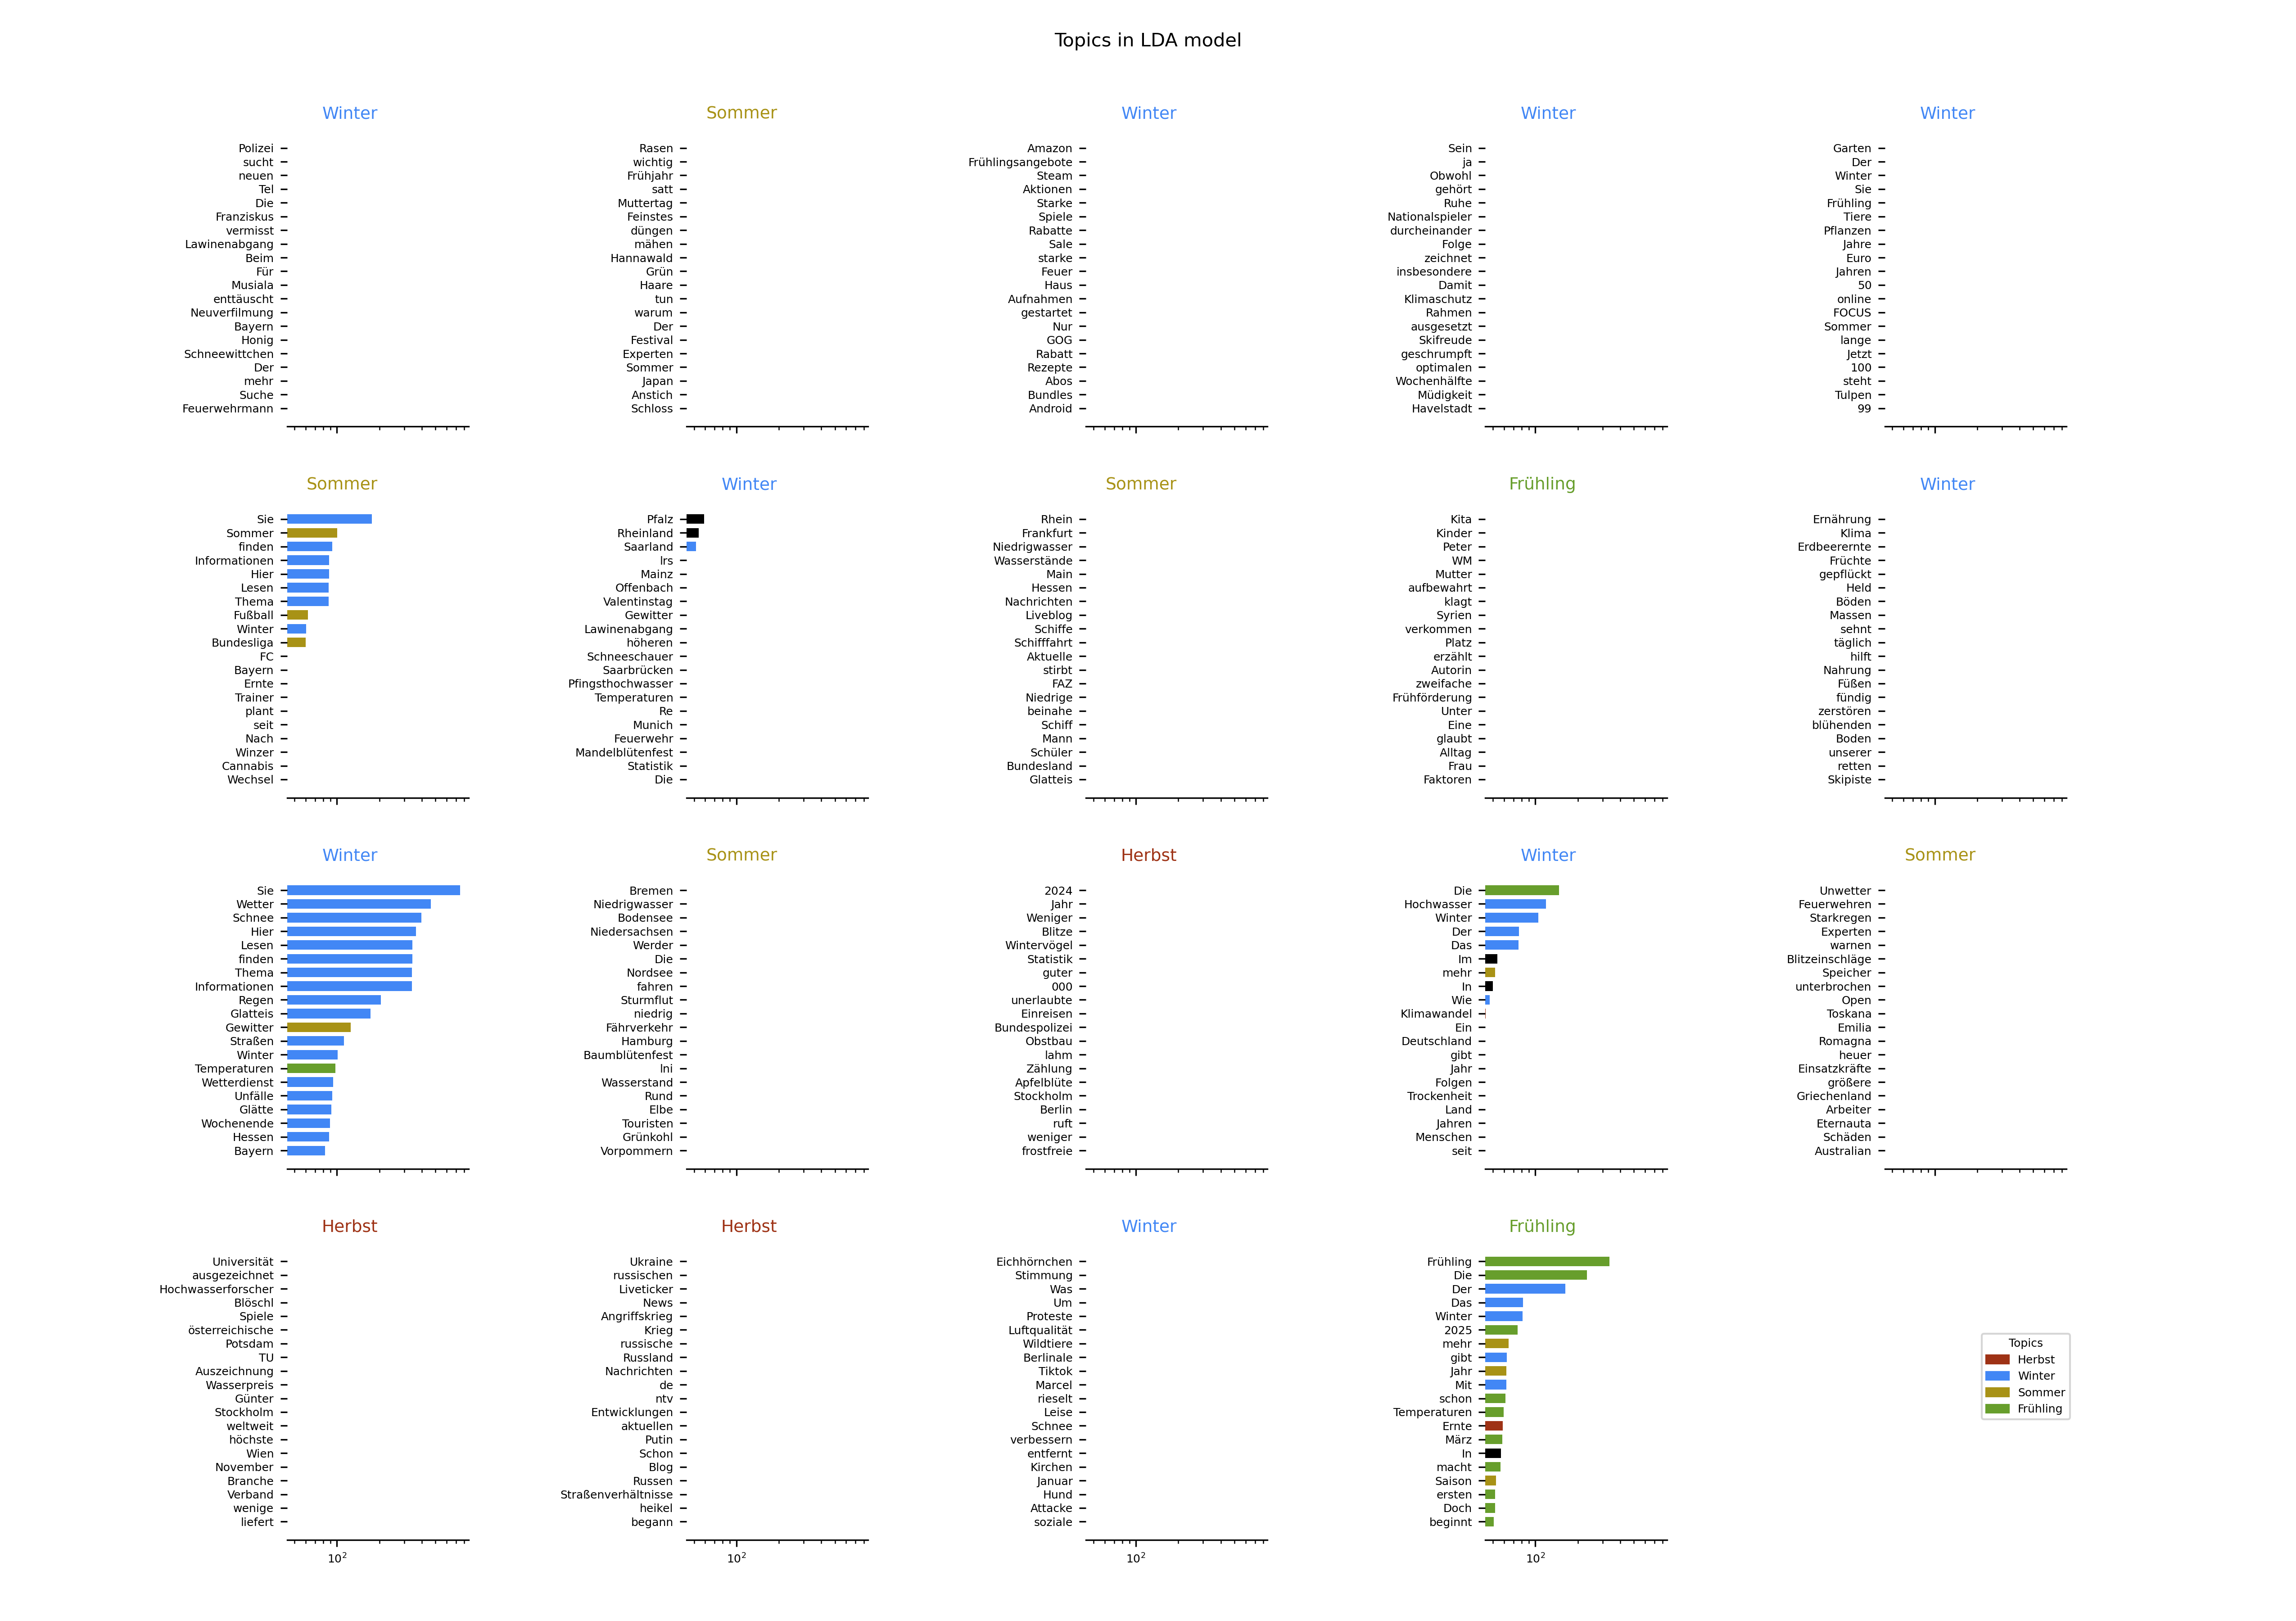 Topics in LDA model
Winter
Polizei
sucht
neuen
Tel
Die
Franziskus
vermisst
Lawinenabgang
Beim
Für
Musiala
enttäuscht
Neuverfilmung
Bayern
Honig
Schneewittchen
Der
mehr
Suche
Feuerwehrmann
Sommer
Rasen
wichtig
Frühjahr
satt
Muttertag
Feinstes
düngen
mähen
Hannawald
Grün
Haare
tun
warum
Der
Festival
Experten
Sommer
Japan
Anstich
Schloss
Winter
Amazon
Frühlingsangebote
Steam
Aktionen
Starke
Spiele
Rabatte
Sale
starke
Feuer
Haus
Aufnahmen
gestartet
Nur
GOG
Rabatt
Rezepte
Abos
Bundles
Android
Winter
Sein
ja
Obwohl
gehört
Ruhe
Nationalspieler
durcheinander
Folge
zeichnet
insbesondere
Damit
Klimaschutz
Rahmen
ausgesetzt
Skifreude
geschrumpft
optimalen
Wochenhälfte
Müdigkeit
Havelstadt
Winter
Garten
Der
Winter
Sie
Frühling
Tiere
Pflanzen
Jahre
Euro
Jahren
50
online
FOCUS
Sommer
lange
Jetzt
100
steht
Tulpen
99
Sommer
Sie
Sommer
finden
Informationen
Hier
Lesen
Thema
Fußball
Winter
Bundesliga
FC
Bayern
Ernte
Trainer
plant
seit
Nach
Winzer
Cannabis
Wechsel
Winter
Pfalz
Rheinland
Saarland
lrs
Mainz
Offenbach
Valentinstag
Gewitter
Lawinenabgang
höheren
Schneeschauer
Saarbrücken
Pfingsthochwasser
Temperaturen
Re
Munich
Feuerwehr
Mandelblütenfest
Statistik
Die
Sommer
Rhein
Frankfurt
Niedrigwasser
Wasserstände
Main
Hessen
Nachrichten
Liveblog
Schiffe
Schifffahrt
Aktuelle
stirbt
FAZ
Niedrige
beinahe
Schiff
Mann
Schüler
Bundesland
Glatteis
Frühling
Kita
Kinder
Peter
WM
Mutter
aufbewahrt
klagt
Syrien
verkommen
Platz
erzählt
Autorin
zweifache
Frühförderung
Unter
Eine
glaubt
Alltag
Frau
Faktoren
Winter
Ernährung
Klima
Erdbeerernte
Früchte
gepflückt
Held
Böden
Massen
sehnt
täglich
hilft
Nahrung
Füßen
fündig
zerstören
blühenden
Boden
unserer
retten
Skipiste
Winter
Sie
Wetter
Schnee
Hier
Lesen
finden
Thema
Informationen
Regen
Glatteis
Gewitter
Straßen
Winter
Temperaturen
Wetterdienst
Unfälle
Glätte
Wochenende
Hessen
Bayern
Sommer
Bremen
Niedrigwasser
Bodensee
Niedersachsen
Werder
Die
Nordsee
fahren
Sturmflut
niedrig
Fährverkehr
Hamburg
Baumblütenfest
lni
Wasserstand
Rund
Elbe
Touristen
Grünkohl
Vorpommern
Herbst
2024
Jahr
Weniger
Blitze
Wintervögel
Statistik
guter
000
unerlaubte
Einreisen
Bundespolizei
Obstbau
lahm
Zählung
Apfelblüte
Stockholm
Berlin
ruft
weniger
frostfreie
Winter
Die
Hochwasser
Winter
Der
Das
Im
mehr
In
Wie
Klimawandel
Ein
Deutschland
gibt
Jahr
Folgen
Trockenheit
Land
Jahren
Menschen
seit
Sommer
Unwetter
Feuerwehren
Starkregen
Experten
warnen
Blitzeinschläge
Speicher
unterbrochen
Open
Toskana
Emilia
Romagna
heuer
Einsatzkräfte
größere
Griechenland
Arbeiter
Eternauta
Schäden
Australian
Herbst
Universität
ausgezeichnet
Hochwasserforscher
Blöschl
Spiele
österreichische
Potsdam
TU
Auszeichnung
Wasserpreis
Günter
Stockholm
weltweit
höchste
Wien
November
Branche
Verband
wenige
liefert
10²
Herbst
Ukraine
russischen
Liveticker
News
Angriffskrieg
Krieg
russische
Russland
Nachrichten
de
ntv
Entwicklungen
aktuellen
Putin
Schon
Blog
Russen
Straßenverhältnisse
heikel
begann
10²
Winter
Eichhörnchen
Stimmung
Was
Um
Proteste
Luftqualität
Wildtiere
Berlinale
Tiktok
Marcel
rieselt
Leise
Schnee
verbessern
entfernt
Kirchen
Januar
Hund
Attacke
soziale
10²
Frühling
Frühling
Die
Der
Das
Winter
2025
mehr
gibt
Jahr
Mit
schon
Temperaturen
Ernte
März
In
macht
Saison
ersten
Doch
beginnt
10²
Topics
Herbst
Winter
Sommer
Frühling